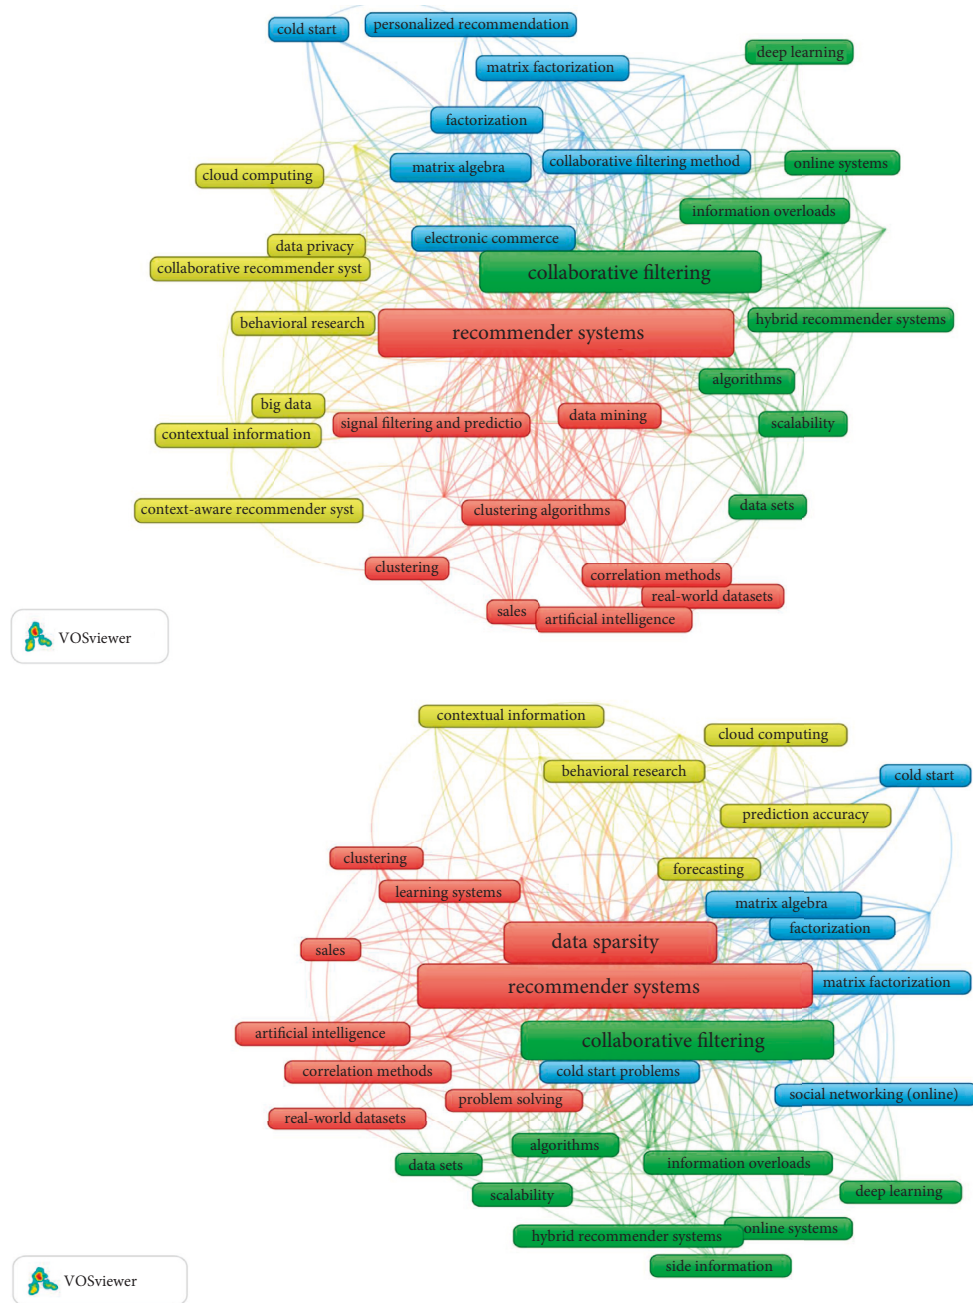 cold start
personalized recommendation
deep learning
matrix factorization
factorization
collaborative filtering method
online systems
matrix algebra
cloud computing
information overloads
electronic commerce
data privacy
collaborative recommender syst
collaborative filtering
behavioral research
recommender systems
hybrid recommender systems
algorithms
big data
data mining
signal filtering and predictio
scalability
contextual information
data sets
context-aware recommender syst
clustering algorithms
clustering
correlation methods
real-world datasets
sales
artificial intelligence
VOSviewer
contextual information
cloud computing
behavioral research
cold start
prediction accuracy
clustering
forecasting
learning systems
matrix algebra
factorization
data sparsity
sales
recommender systems
matrix factorization
artificial intelligence
collaborative filtering
correlation methods
cold start problems
social networking (online)
problem solving
real-world datasets
algorithms
data sets
information overloads
scalability
deep learning
online systems
hybrid recommender systems
side information
VOSviewer